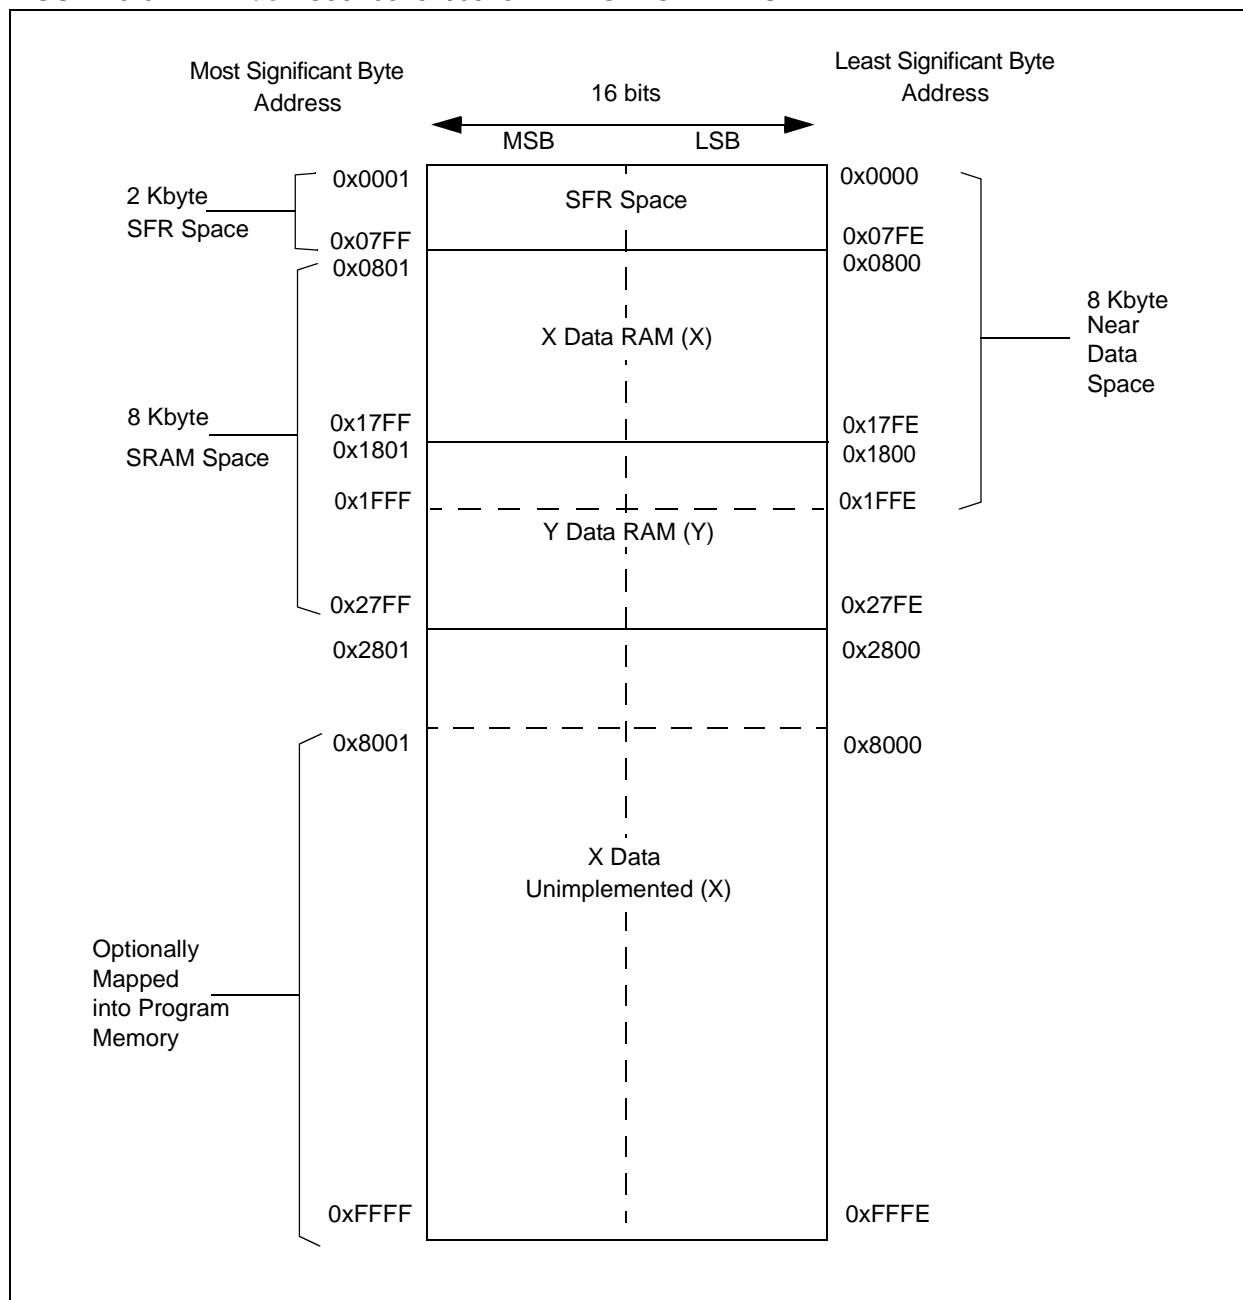 Most Significant Byte
Address
16 bits
Least Significant Byte
Address
MSB
LSB
2 Kbyte
SFR Space
0x0001
SFR Space
0x0000
0x07FF
0x07FE
0x0801
0x0800
8 Kbyte
SRAM Space
X Data RAM (X)
8 Kbyte
Near
Data
Space
0x17FF
0x17FE
0x1801
0x1800
0x1FFF
0x1FFE
Y Data RAM (Y)
0x27FF
0x27FE
0x2801
0x2800
0x8001
0x8000
X Data
Unimplemented (X)
Optionally
Mapped
into Program
Memory
0xFFFF
0xFFFE